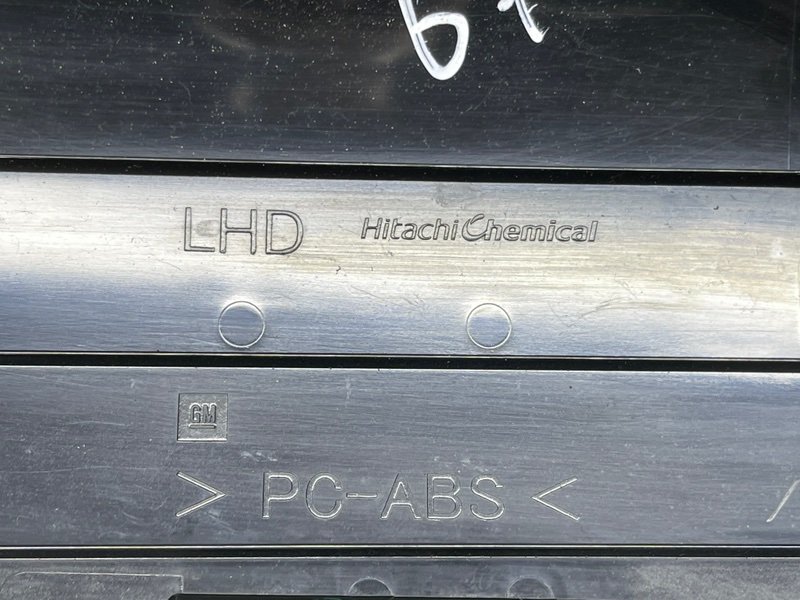 LHD Hitachi Chemical
GM
> PC-ABS <